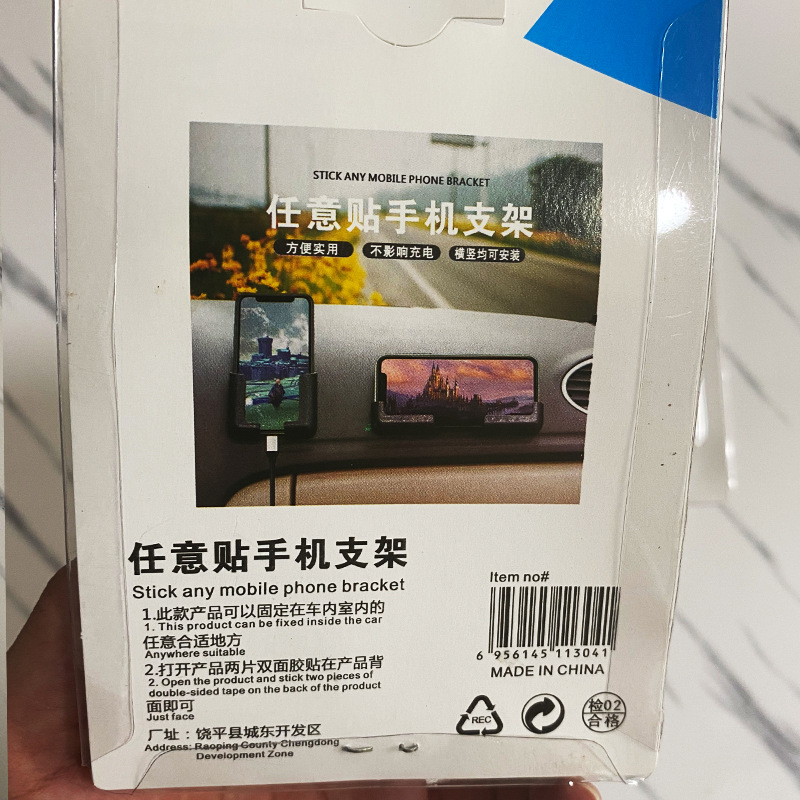 STICK ANY MOBILE PHONE BRACKET
任意贴手机支架
方便实用 不影响充电 横竖均可安装
任意贴手机支架
Stick any mobile phone bracket
1.此款产品可以固定在车内室内的
1. This product can be fixed inside the car
任意合适地方
Anywhere suitable
2.打开产品两片双面胶贴在产品背
2. Open the product and stick two pieces of
double-sided tape on the back of the product
面即可
Just face
厂址：饶平县城东开发区
Address: Raoping County Chengdong
Development Zone
Item no#
6 956145 113041
MADE IN CHINA
REC
检02
合格